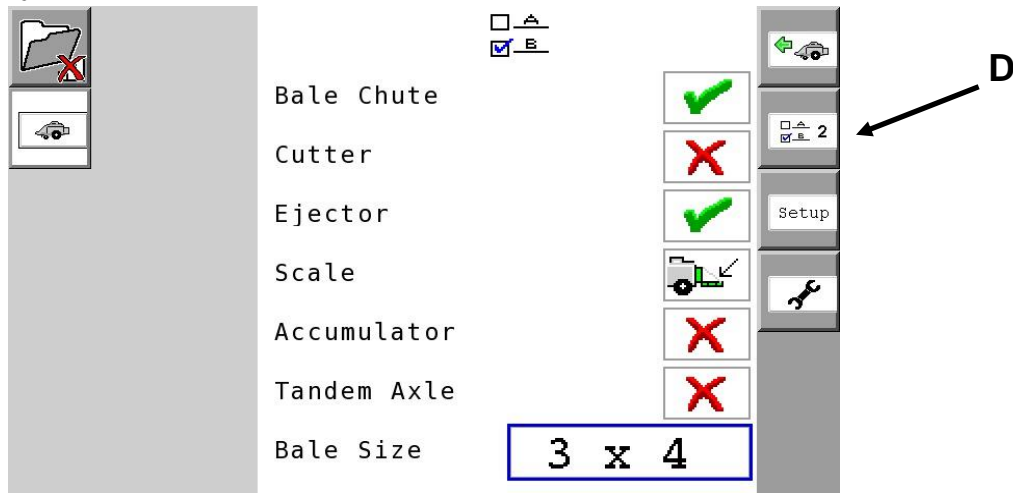 A
B
Bale Chute
Cutter
Ejector
Scale
Accumulator
Tandem Axle
Bale Size 3 x 4
A
B 2
Setup
D